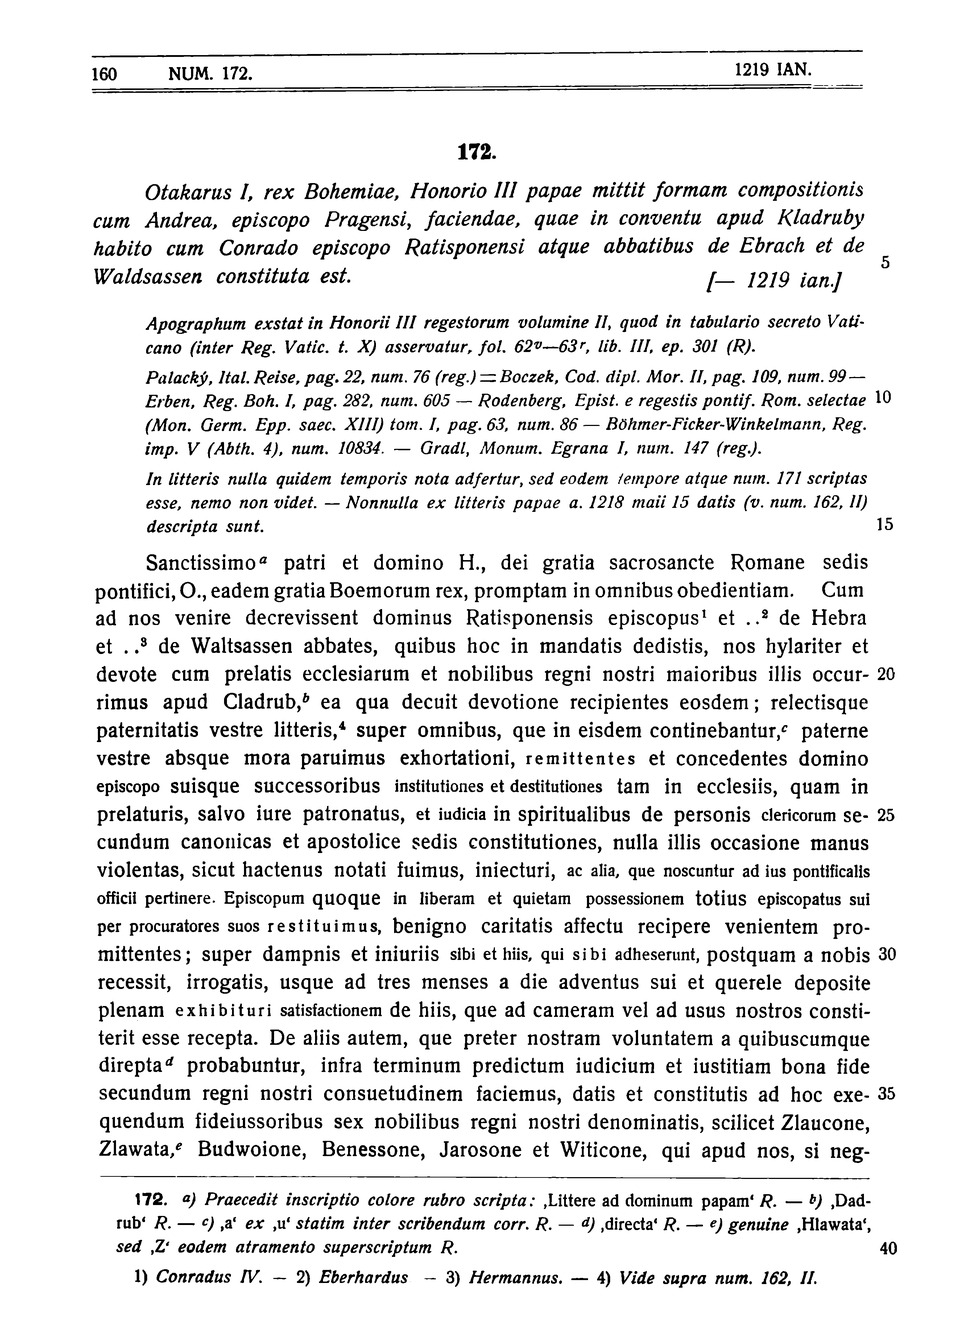 160 NUM. 172. 1219 IAN.
172.
Otakarus I, rex Bohemiae, Honorio III papae mittit formam compositionis
cum Andrea, episcopo Pragensi, faciendae, quae in conventu apud Kladruby
habito cum Conrado episcopo Ratisponensi atque abbatibus de Ebrach et de
Waldsassen constituta est. [— 1219 ian.] 5
Apographum exstat in Honorii III regestorum volumine II, quod in tabulario secreto Vati-
cano (inter Reg. Vatic. t. X) asservatur, fol. 62v—63r, lib. III, ep. 301 (R).
Palacký, Ital. Reise, pag. 22, num. 76 (reg.) = Boczek, Cod. dipl. Mor. II, pag. 109, num. 99 —
Erben, Reg. Boh. I, pag. 282, num. 605 — Rodenberg, Epist. e regestis pontif. Rom. selectae 10
(Mon. Germ. Epp. saec. XIII) tom. I, pag. 63, num. 86 — Böhmer-Ficker-Winkelmann, Reg.
imp. V (Abth. 4), num. 10834. — Gradl, Monum. Egrana I, num. 147 (reg.).
In litteris nulla quidem temporis nota adfertur, sed eodem tempore atque num. 171 scriptas
esse, nemo non videt. — Nonnulla ex litteris papae a. 1218 maii 15 datis (v. num. 162, II)
descripta sunt. 15
Sanctissimo a patri et domino H., dei gratia sacrosancte Romane sedis
pontifici, O., eadem gratia Boemorum rex, promptam in omnibus obedientiam. Cum
ad nos venire decrevissent dominus Ratisponensis episcopus¹ et ..² de Hebra
et ..³ de Waltsassen abbates, quibus hoc in mandatis dedistis, nos hylariter et
devote cum prelatis ecclesiarum et nobilibus regni nostri maioribus illis occur- 20
rimus apud Cladrub,b ea qua decuit devotione recipientes eosdem; relectisque
paternitatis vestre litteris,⁴ super omnibus, que in eisdem continebantur,c paterne
vestre absque mora paruimus exhortationi, remittentes et concedentes domino
episcopo suisque successoribus institutiones et destitutiones tam in ecclesiis, quam in
prelaturis, salvo iure patronatus, et iudicia in spiritualibus de personis clericorum se- 25
cundum canonicas et apostolice sedis constitutiones, nulla illis occasione manus
violentas, sicut hactenus notati fuimus, iniecturi, ac alia, que noscuntur ad ius pontificalis
officii pertinere. Episcopum quoque in liberam et quietam possessionem totius episcopatus sui
per procuratores suos restituimus, benigno caritatis affectu recipere venientem pro-
mittentes; super dampnis et iniuriis sibi et hiis, qui sibi adheserunt, postquam a nobis 30
recessit, irrogatis, usque ad tres menses a die adventus sui et querele deposite
plenam exhibituri satisfactionem de hiis, que ad cameram vel ad usus nostros consti-
terit esse recepta. De aliis autem, que preter nostram voluntatem a quibuscumque
direpta d probabuntur, infra terminum predictum iudicium et iustitiam bona fide
secundum regni nostri consuetudinem faciemus, datis et constitutis ad hoc exe- 35
quendum fideiussoribus sex nobilibus regni nostri denominatis, scilicet Zlaucone,
Zlawata,e Budwoione, Benessone, Jarosone et Witicone, qui apud nos, si neg-
172. a) Praecedit inscriptio colore rubro scripta: ‚Littere ad dominum papam‘ R. — b) ‚Dad-
rub‘ R. — c) ‚a‘ ex ‚u‘ statim inter scribendum corr. R. — d) ‚directa‘ R. — e) genuine ‚Hlawata‘,
sed ‚Z‘ eodem atramento superscriptum R. 40
1) Conradus IV. — 2) Eberhardus — 3) Hermannus. — 4) Vide supra num. 162, II.